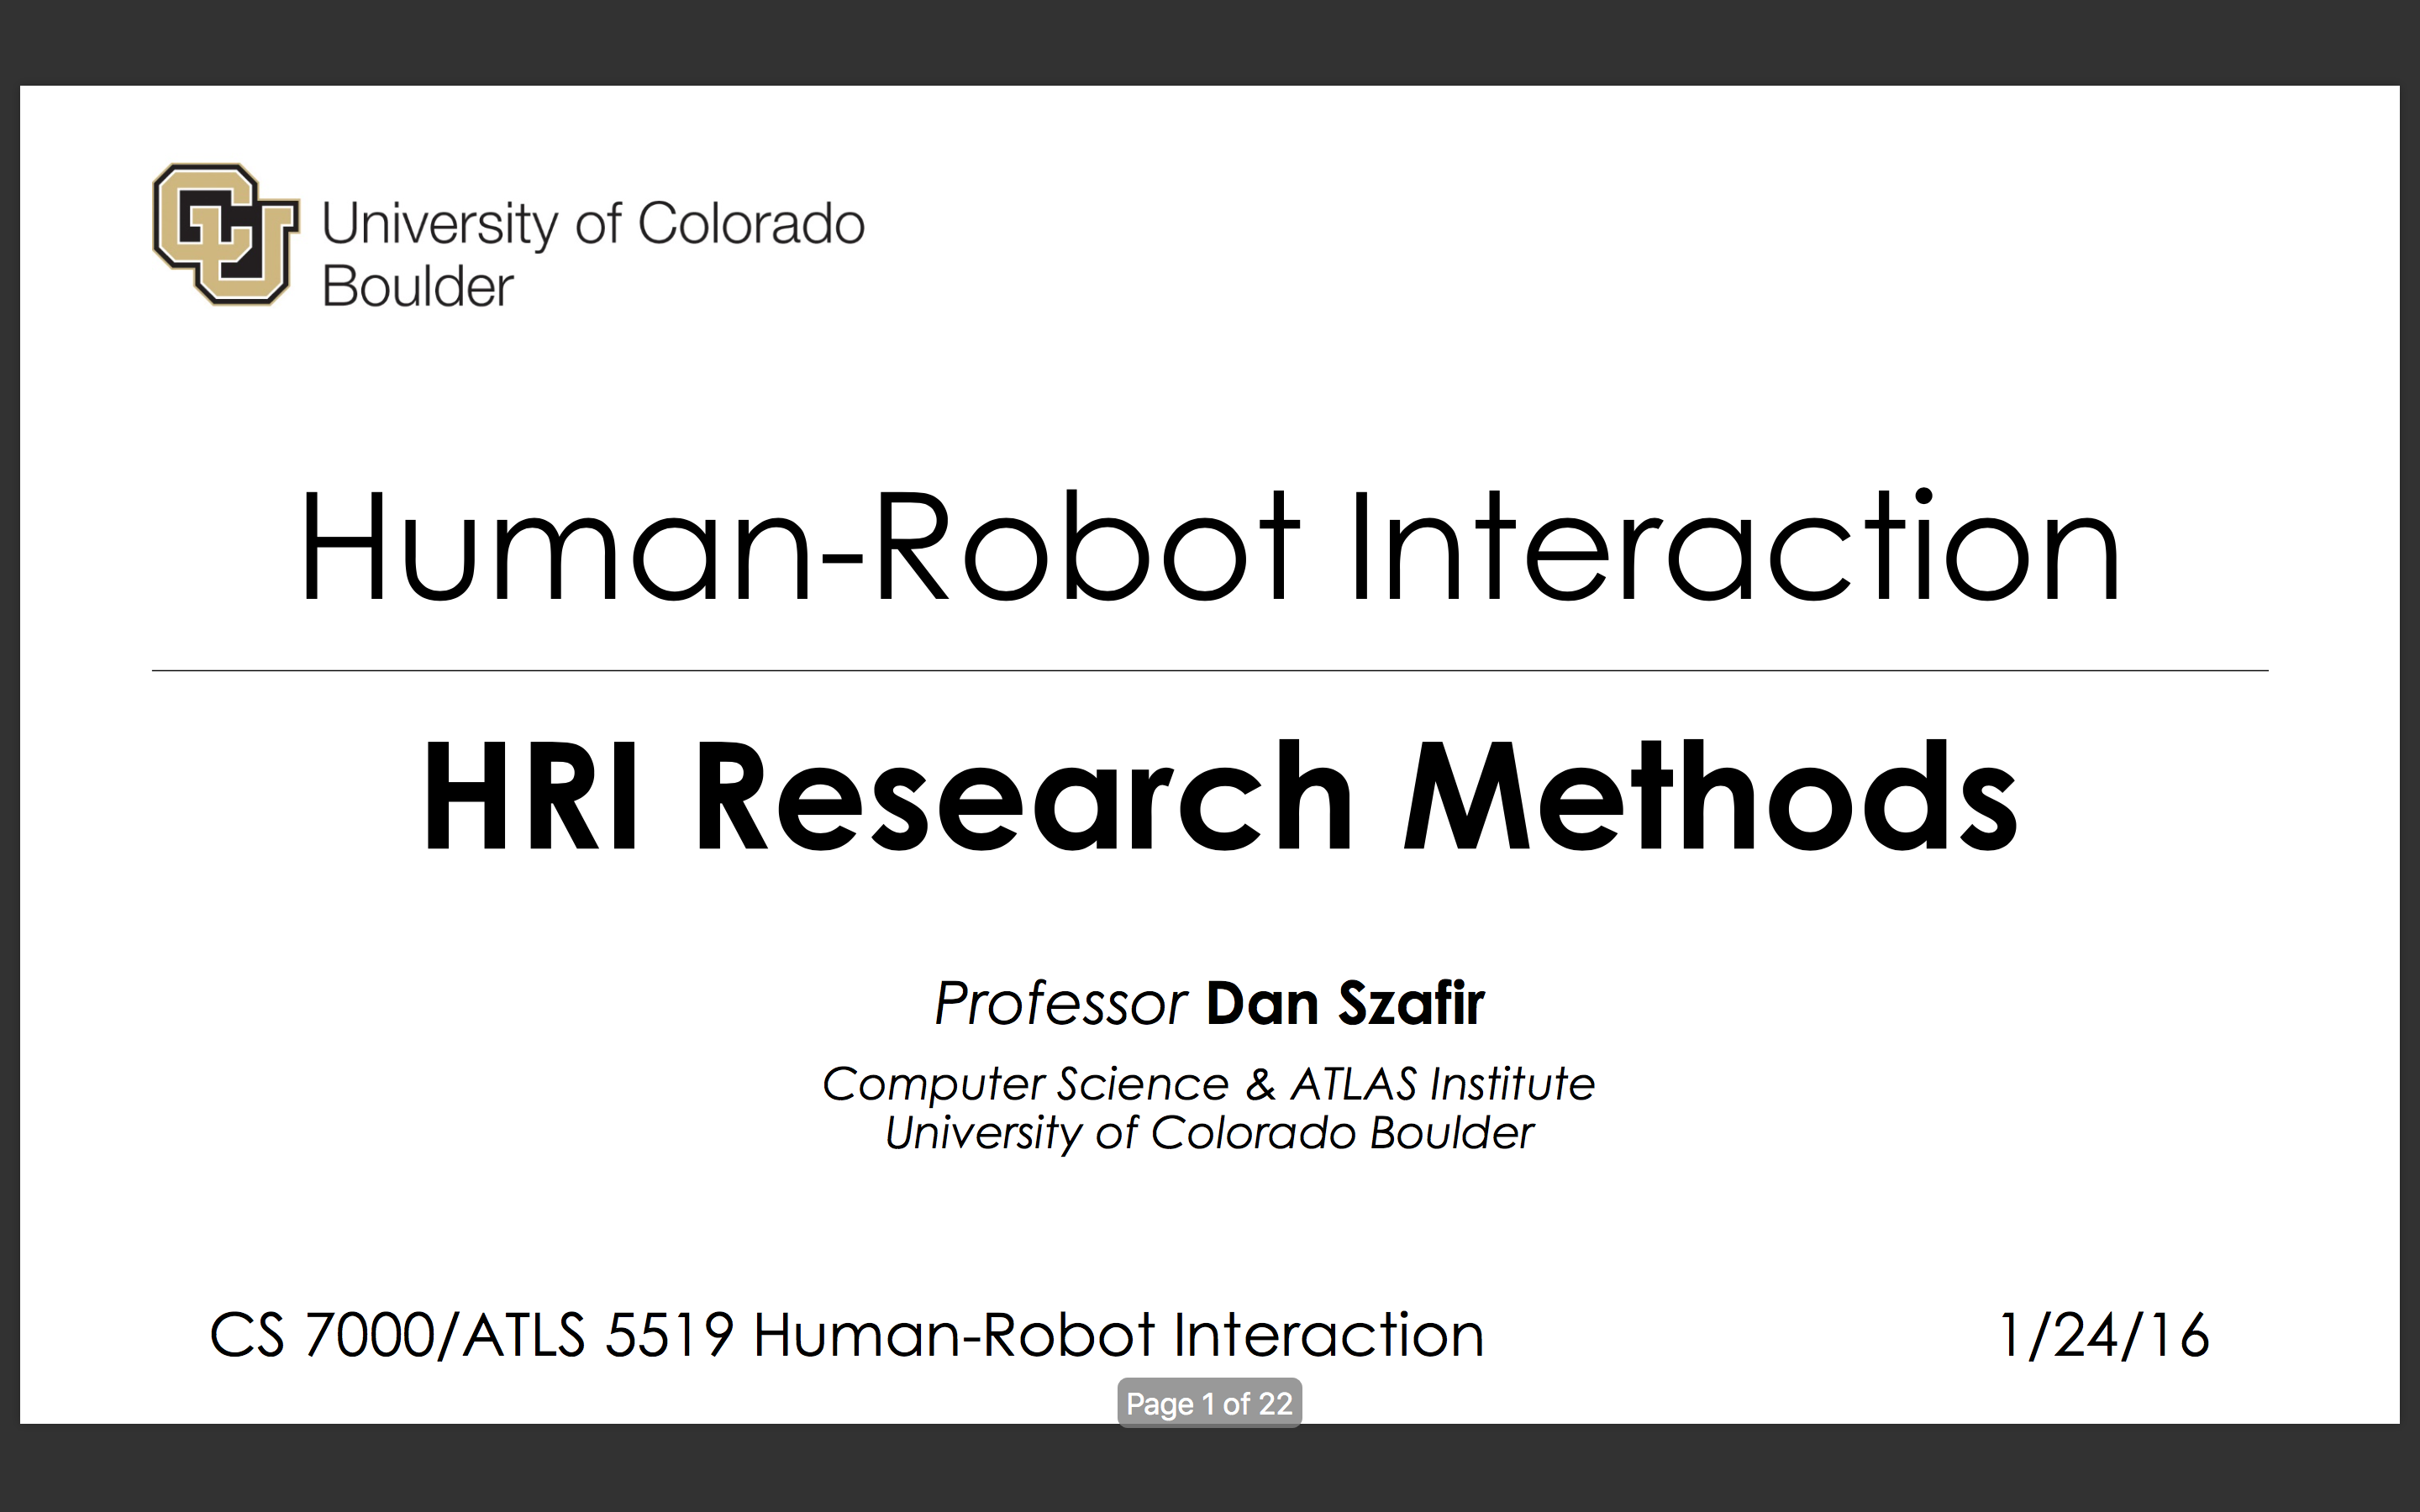 CU
University of Colorado
Boulder
Human-Robot Interaction
HRI Research Methods
Professor Dan Szafir
Computer Science & ATLAS Institute
University of Colorado Boulder
CS 7000/ATLS 5519 Human-Robot Interaction
1/24/16
Page 1 of 22